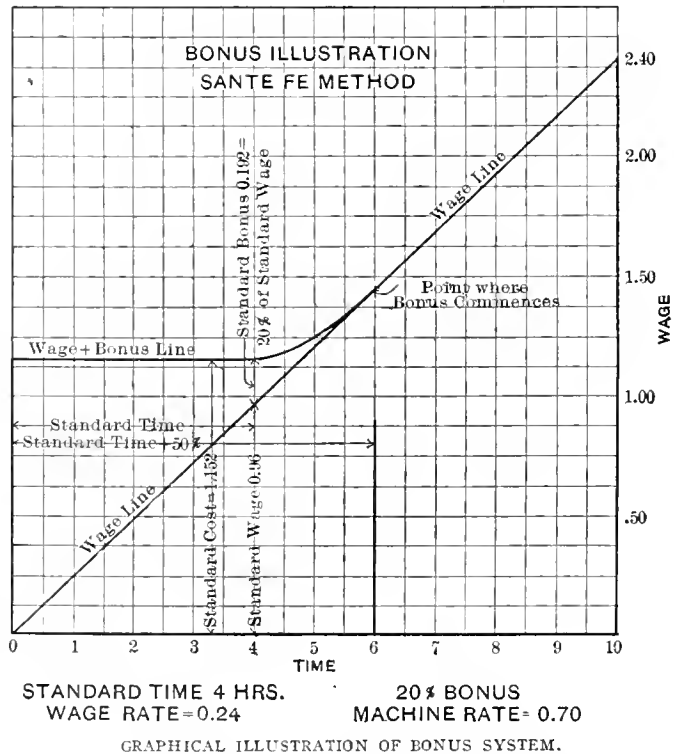 BONUS ILLUSTRATION
SANTE FE METHOD
2.40
2.00
1.50
1.00
.50
WAGE
Wage Line
Standard Bonus 0.192=
20% of Standard Wage
Point where
Bonus Commences
Wage+Bonus Line
Standard Time
Standard Time+50%
Standard Cost=1.152
Standard Wage 0.96
Wage Line
0 1 2 3 4 5 6 7 8 9 10
TIME
STANDARD TIME 4 HRS.
WAGE RATE=0.24
20% BONUS
MACHINE RATE= 0.70
GRAPHICAL ILLUSTRATION OF BONUS SYSTEM.